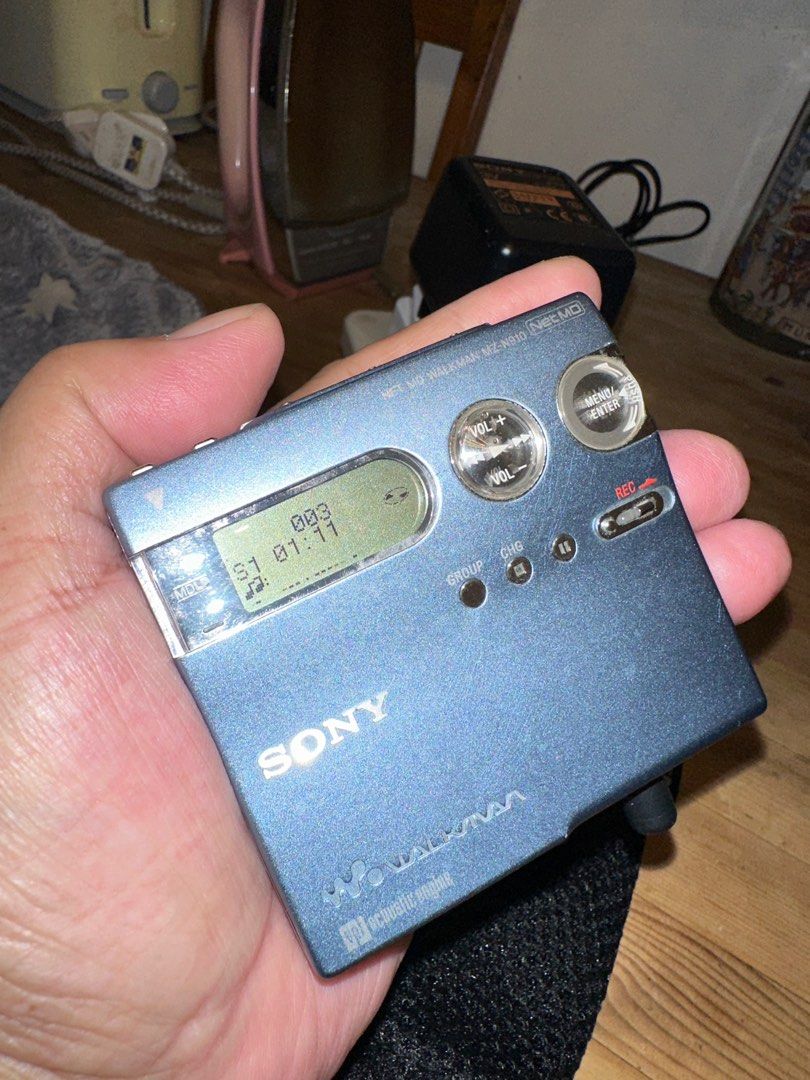 NET MD WALKMAN MZ-N910 Net MD
VOL +
VOL −
MENU/
ENTER
REC
GROUP
CHG
003
S1 01:11
MDLP
SONY
WALKMAN
acoustic engine